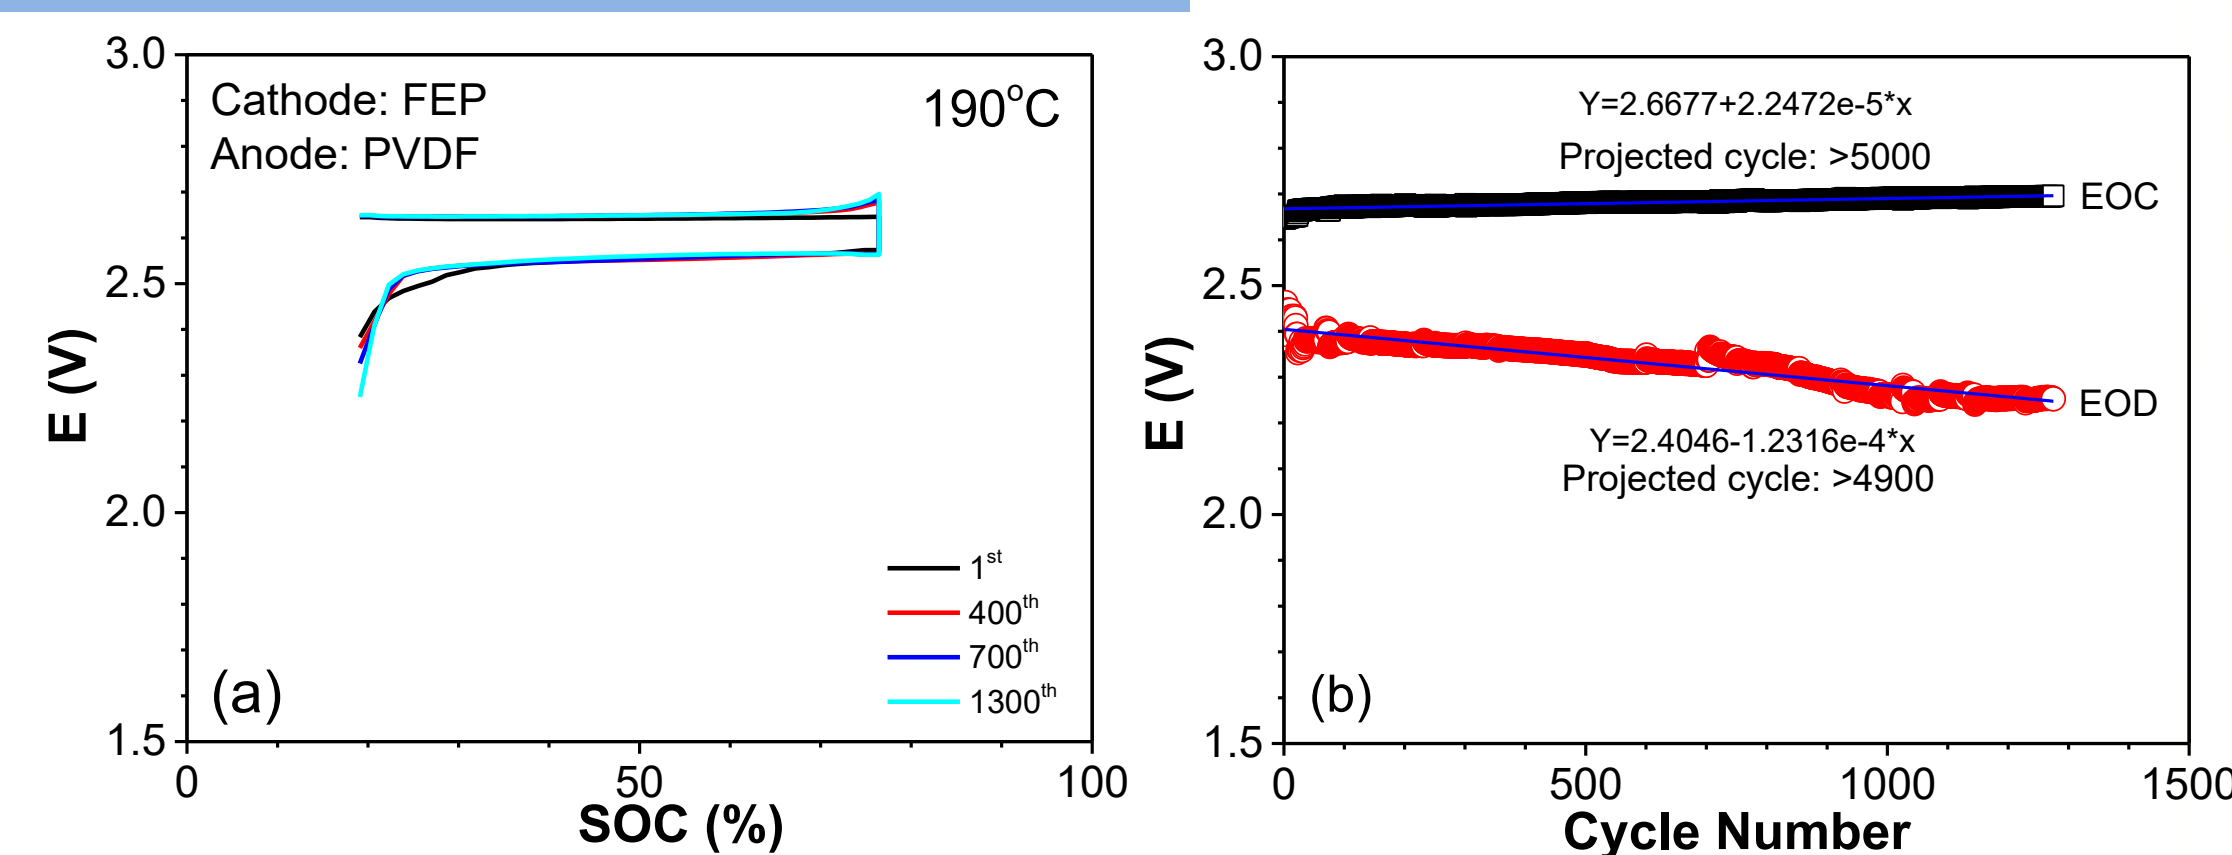 3.0
2.5
2.0
1.5
E (V)
Cathode: FEP
Anode: PVDF
190°C
1st
400th
700th
1300th
(a)
0
50
100
SOC (%)
3.0
2.5
2.0
1.5
E (V)
Y=2.6677+2.2472e-5*x
Projected cycle: >5000
EOC
EOD
Y=2.4046-1.2316e-4*x
Projected cycle: >4900
(b)
0
500
1000
1500
Cycle Number